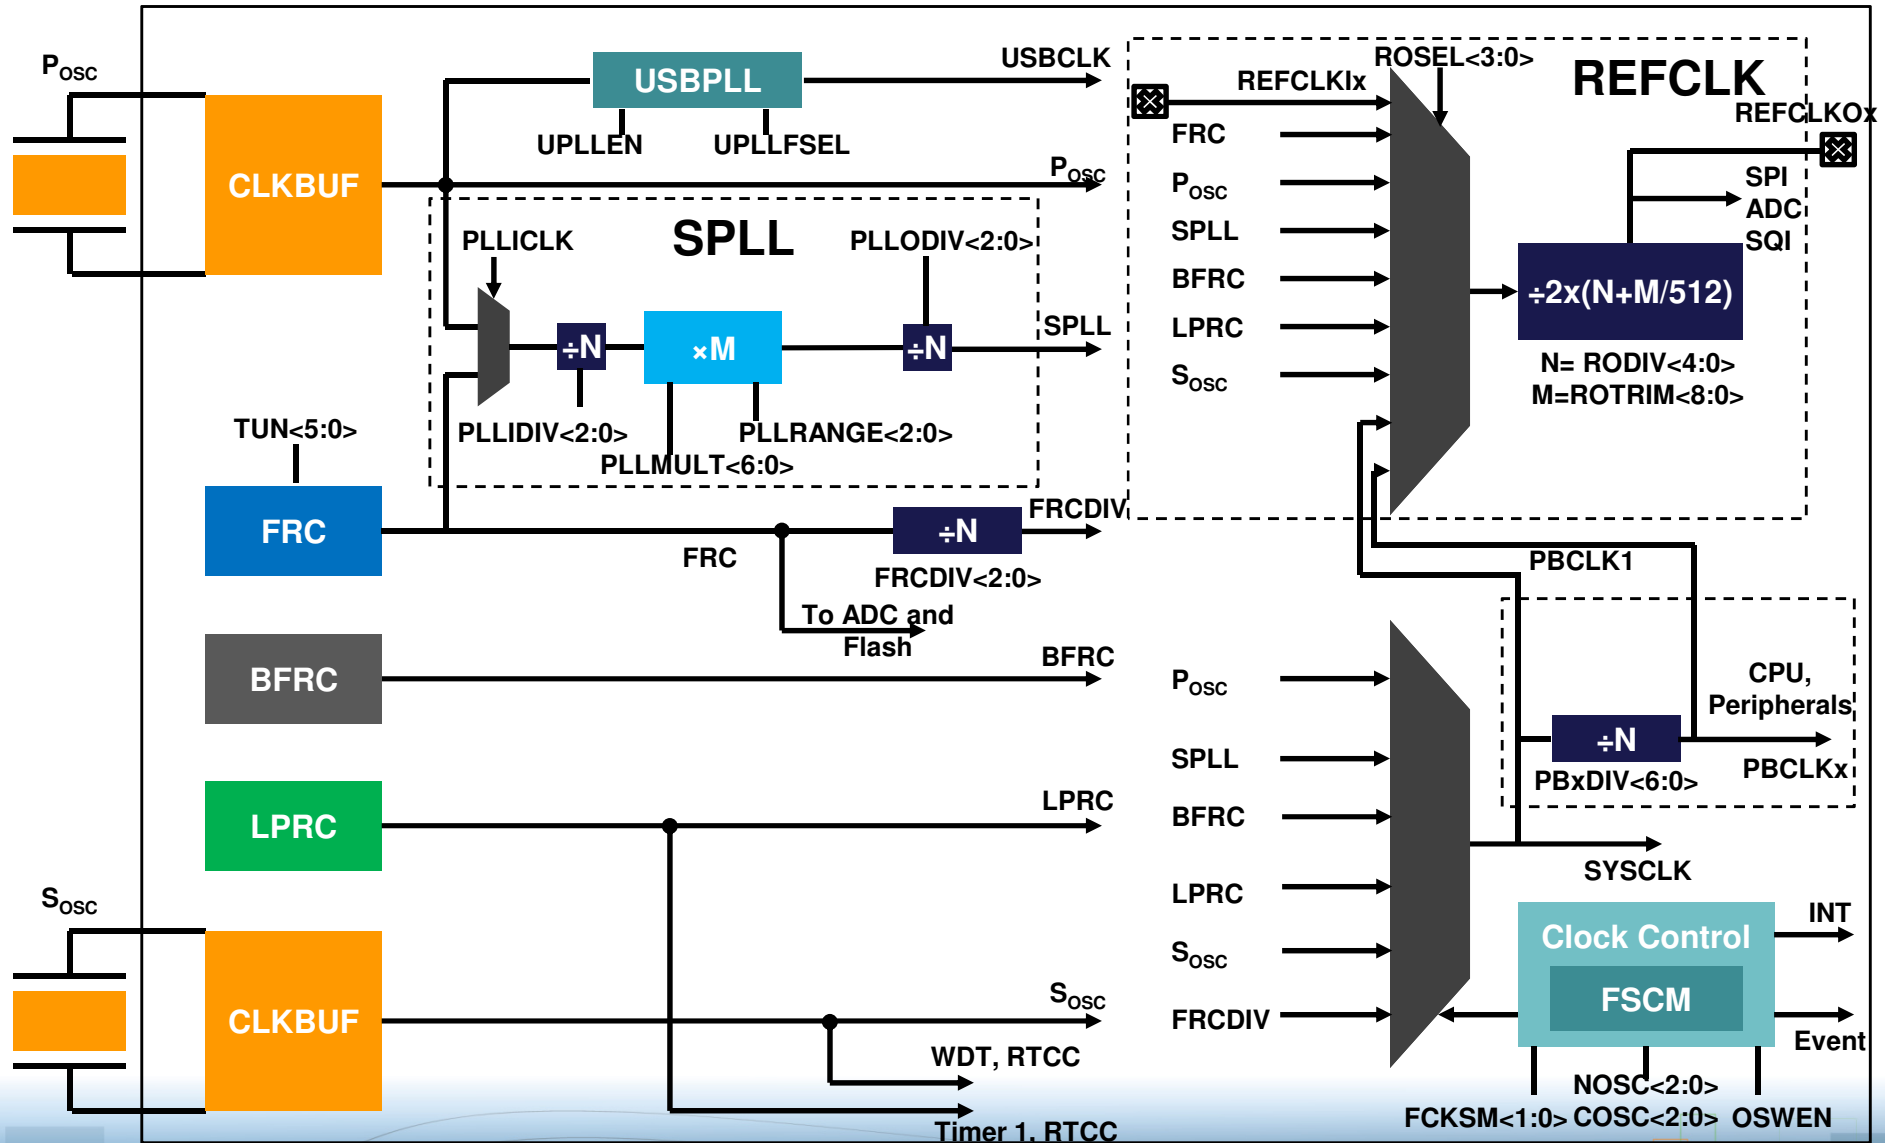 POSC
CLKBUF
USBPLL
USBCLK
UPLLEN
UPLLFSEL
POSC
SPLL
PLLICLK
PLLODIV<2:0>
÷N
×M
÷N
SPLL
PLLIDIV<2:0>
PLLRANGE<2:0>
PLLMULT<6:0>
TUN<5:0>
FRC
FRC
÷N
FRCDIV
FRCDIV<2:0>
To ADC and
Flash
BFRC
BFRC
LPRC
LPRC
SOSC
CLKBUF
SOSC
WDT, RTCC
Timer 1, RTCC
REFCLK
ROSEL<3:0>
REFCLKIx
REFCLKOx
FRC
POSC
SPLL
BFRC
LPRC
SOSC
SPI
ADC
SQI
÷2x(N+M/512)
N= RODIV<4:0>
M=ROTRIM<8:0>
PBCLK1
CPU,
Peripherals
÷N
PBxDIV<6:0>
PBCLKx
POSC
SPLL
BFRC
LPRC
SOSC
FRCDIV
SYSCLK
Clock Control
FSCM
INT
Event
NOSC<2:0>
FCKSM<1:0>
COSC<2:0>
OSWEN